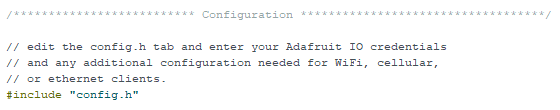 /************************** Configuration ***********************************/
// edit the config.h tab and enter your Adafruit IO credentials
// and any additional configuration needed for WiFi, cellular,
// or ethernet clients.
#include "config.h"